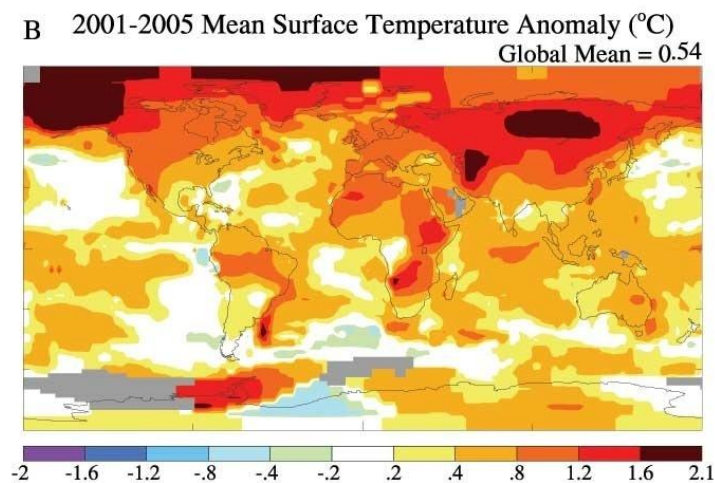 B 2001-2005 Mean Surface Temperature Anomaly (°C)
Global Mean = 0.54
-2 -1.6 -1.2 -.8 -.4 -.2 .2 .4 .8 1.2 1.6 2.1